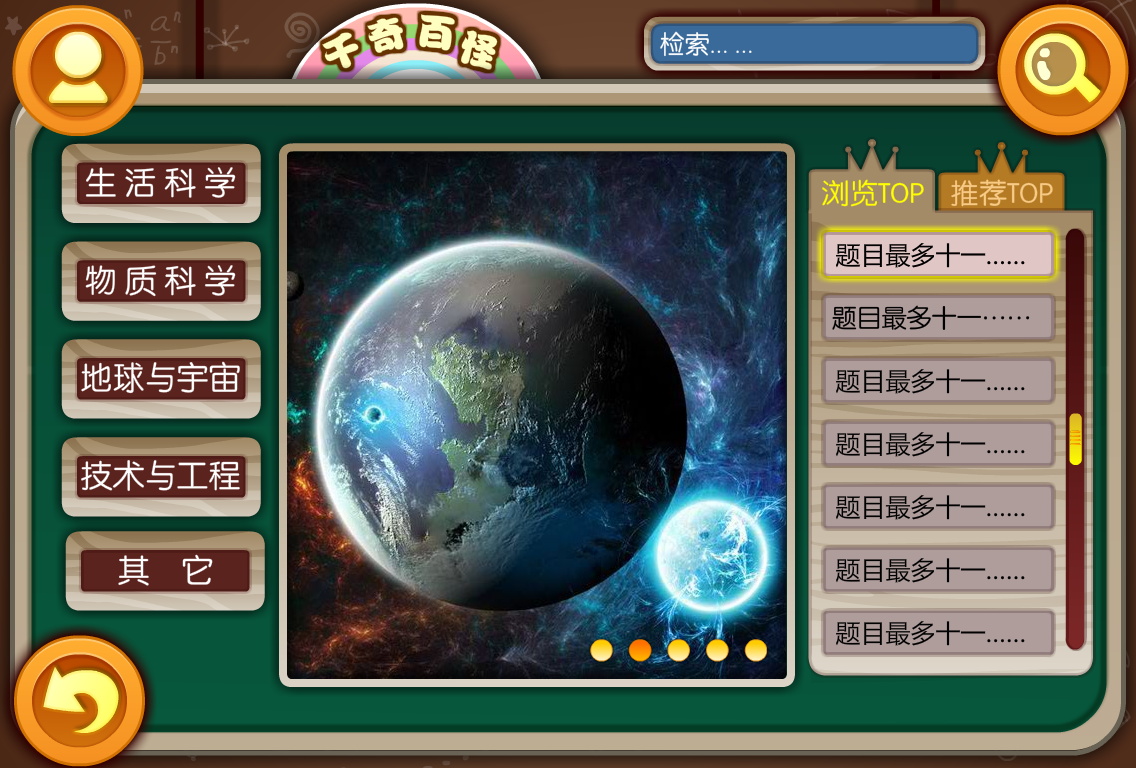 千奇百怪
检索... ...
生活科学
物质科学
地球与宇宙
技术与工程
其 它
浏览TOP
推荐TOP
题目最多十一......
题目最多十一……
题目最多十一......
题目最多十一......
题目最多十一......
题目最多十一......
题目最多十一......